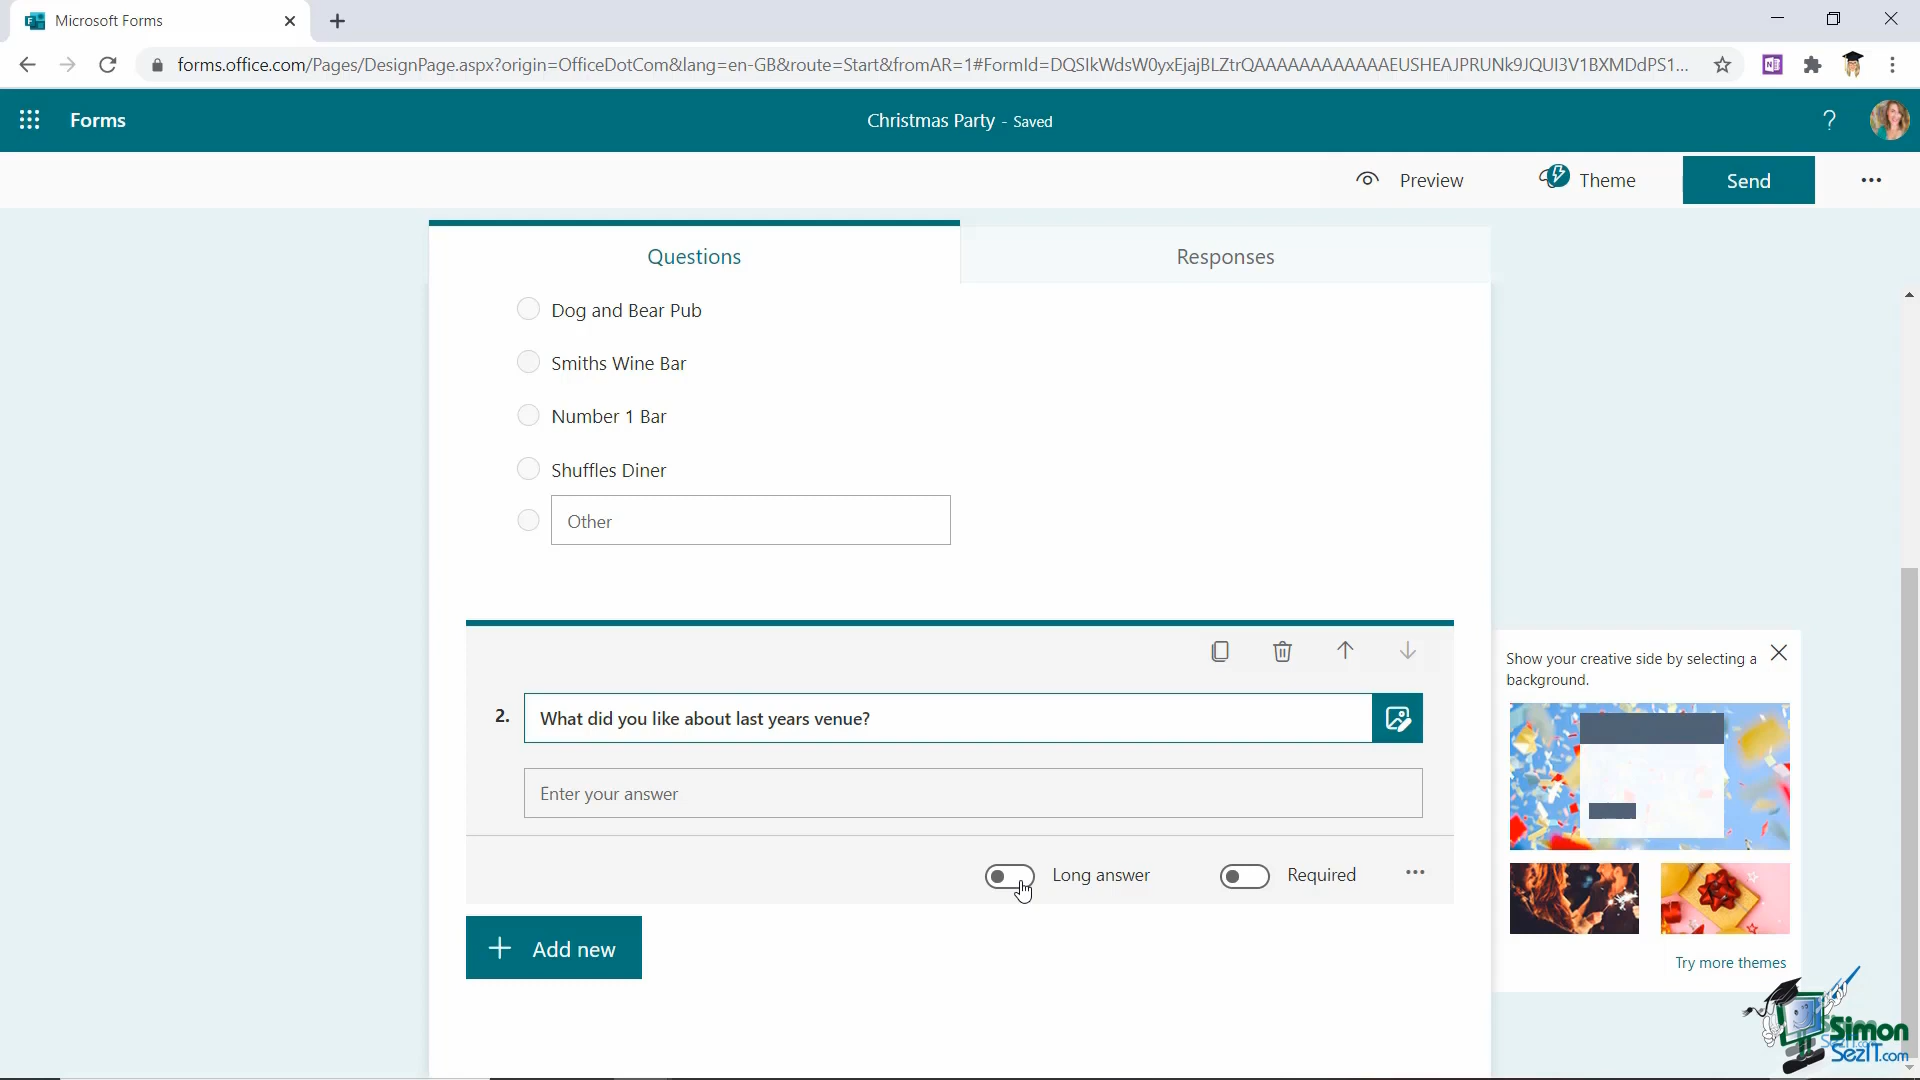 Microsoft Forms
forms.office.com/Pages/DesignPage.aspx?origin=OfficeDotCom&lang=en-GB&route=Start&fromAR=1#FormId=DQSIkWdsW0yxEjajBLZtrQAAAAAAAAAAAAEUSHEAJPRUNk9JQUI3V1BXMDdPS1...
Forms
Christmas Party - Saved
?
Preview
Theme
Send
Questions
Responses
Dog and Bear Pub
Smiths Wine Bar
Number 1 Bar
Shuffles Diner
Other
Show your creative side by selecting a
background.
2.
What did you like about last years venue?
Enter your answer
Long answer
Required
Add new
Try more themes
Simon
SezIT.com